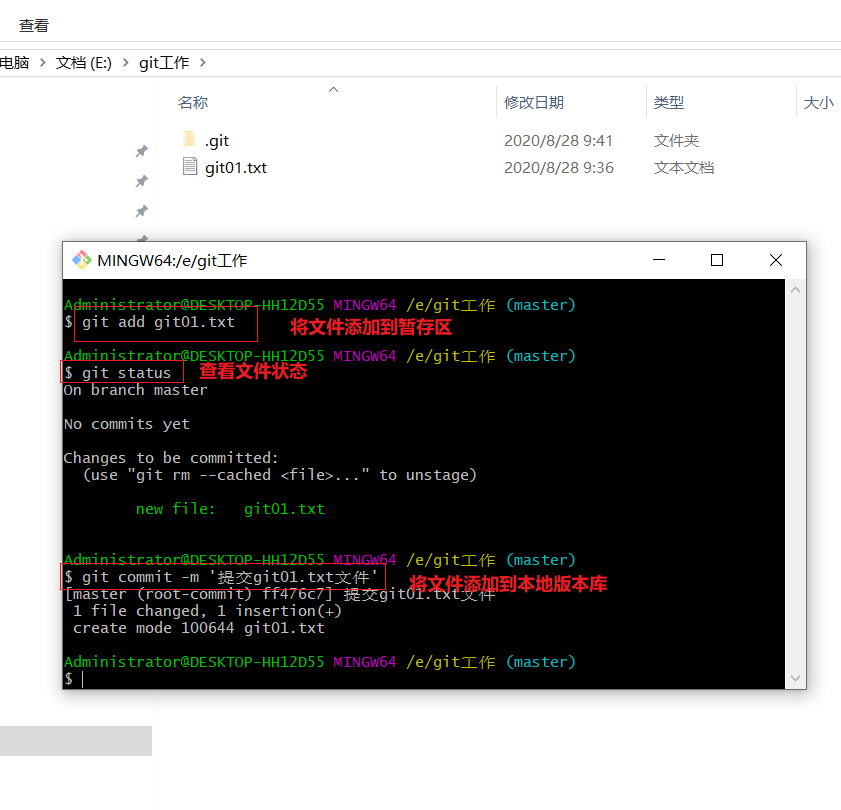 查看
电脑 > 文档 (E:) > git工作 >
名称 修改日期 类型 大小
.git 2020/8/28 9:41 文件夹
git01.txt 2020/8/28 9:36 文本文档
MINGW64:/e/git工作
Administrator@DESKTOP-HH12D55 MINGW64 /e/git工作 (master)
$ git add git01.txt 将文件添加到暂存区
Administrator@DESKTOP-HH12D55 MINGW64 /e/git工作 (master)
$ git status 查看文件状态
On branch master
No commits yet
Changes to be committed:
(use "git rm --cached <file>..." to unstage)
new file: git01.txt
Administrator@DESKTOP-HH12D55 MINGW64 /e/git工作 (master)
$ git commit -m '提交git01.txt文件' 将文件添加到本地版本库
[master (root-commit) ff476c7] 提交git01.txt文件
1 file changed, 1 insertion(+)
create mode 100644 git01.txt
Administrator@DESKTOP-HH12D55 MINGW64 /e/git工作 (master)
$